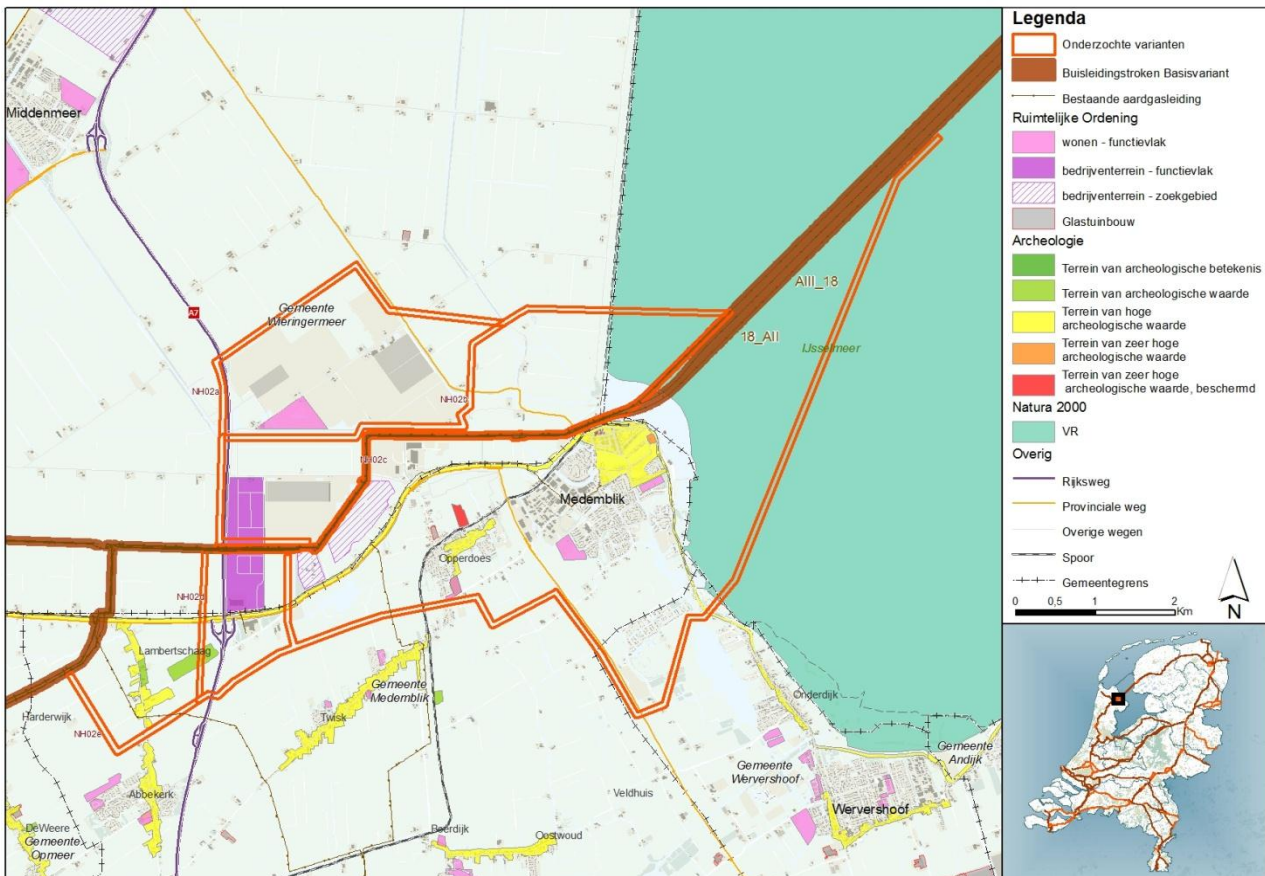 Middenmeer
A7
Gemeente
Wieringermeer
NH02a
NH02b
NH02c
AIII_18
18_AII
IJsselmeer
Medemblik
Opperdoes
NH02d
Lambertschaag
Gemeente
Medemblik
Harderwijk
NH02e
Twisk
Onderdijk
Gemeente
Andijk
Gemeente
Wervershoof
Abbekerk
Veldhuis
Wervershoof
DeWeere
Gemeente
Opmeer
Oostwoud
Legenda
Onderzochte varianten
Buisleidingstroken Basisvariant
Bestaande aardgasleiding
Ruimtelijke Ordening
wonen - functievlak
bedrijventerrein - functievlak
bedrijventerrein - zoekgebied
Glastuinbouw
Archeologie
Terrein van archeologische betekenis
Terrein van archeologische waarde
Terrein van hoge
archeologische waarde
Terrein van zeer hoge
archeologische waarde
Terrein van zeer hoge
archeologische waarde, beschermd
Natura 2000
VR
Overig
Rijksweg
Provinciale weg
Overige wegen
Spoor
Gemeentegrens
0 0,5 1 2
Km
N